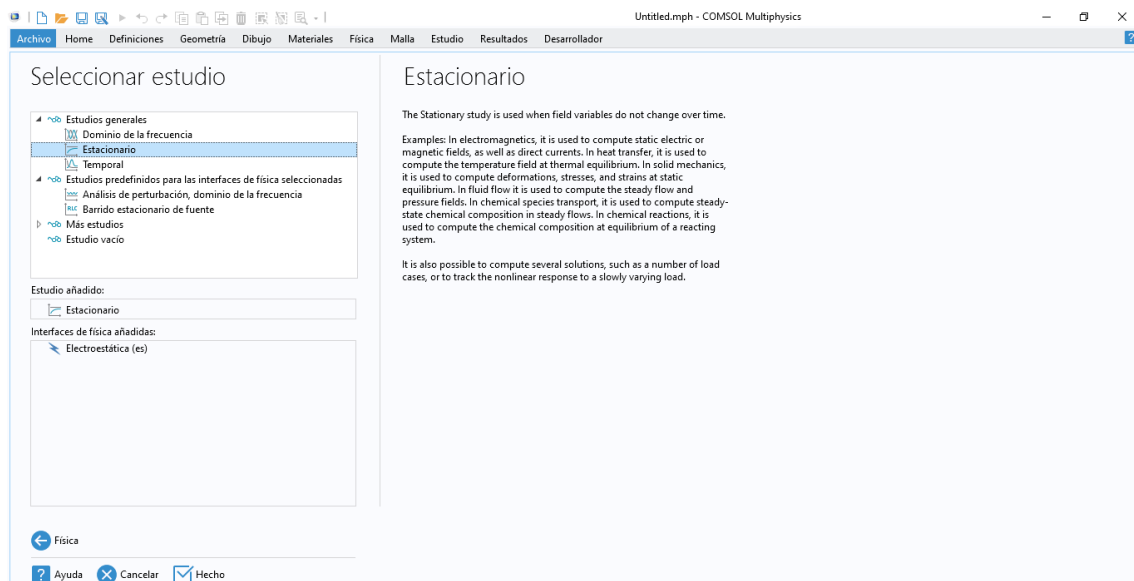 Untitled.mph - COMSOL Multiphysics
Archivo Home Definiciones Geometría Dibujo Materiales Física Malla Estudio Resultados Desarrollador
?
Seleccionar estudio
Estudios generales
Dominio de la frecuencia
Estacionario
Temporal
Estudios predefinidos para las interfaces de física seleccionadas
Análisis de perturbación, dominio de la frecuencia
RLC Barrido estacionario de fuente
Más estudios
Estudio vacío
Estudio añadido:
Estacionario
Interfaces de física añadidas:
Electroestática (es)
Física
? Ayuda Cancelar Hecho
Estacionario
The Stationary study is used when field variables do not change over time.
Examples: In electromagnetics, it is used to compute static electric or
magnetic fields, as well as direct currents. In heat transfer, it is used to
compute the temperature field at thermal equilibrium. In solid mechanics,
it is used to compute deformations, stresses, and strains at static
equilibrium. In fluid flow it is used to compute the steady flow and
pressure fields. In chemical species transport, it is used to compute steady-
state chemical composition in steady flows. In chemical reactions, it is
used to compute the chemical composition at equilibrium of a reacting
system.
It is also possible to compute several solutions, such as a number of load
cases, or to track the nonlinear response to a slowly varying load.